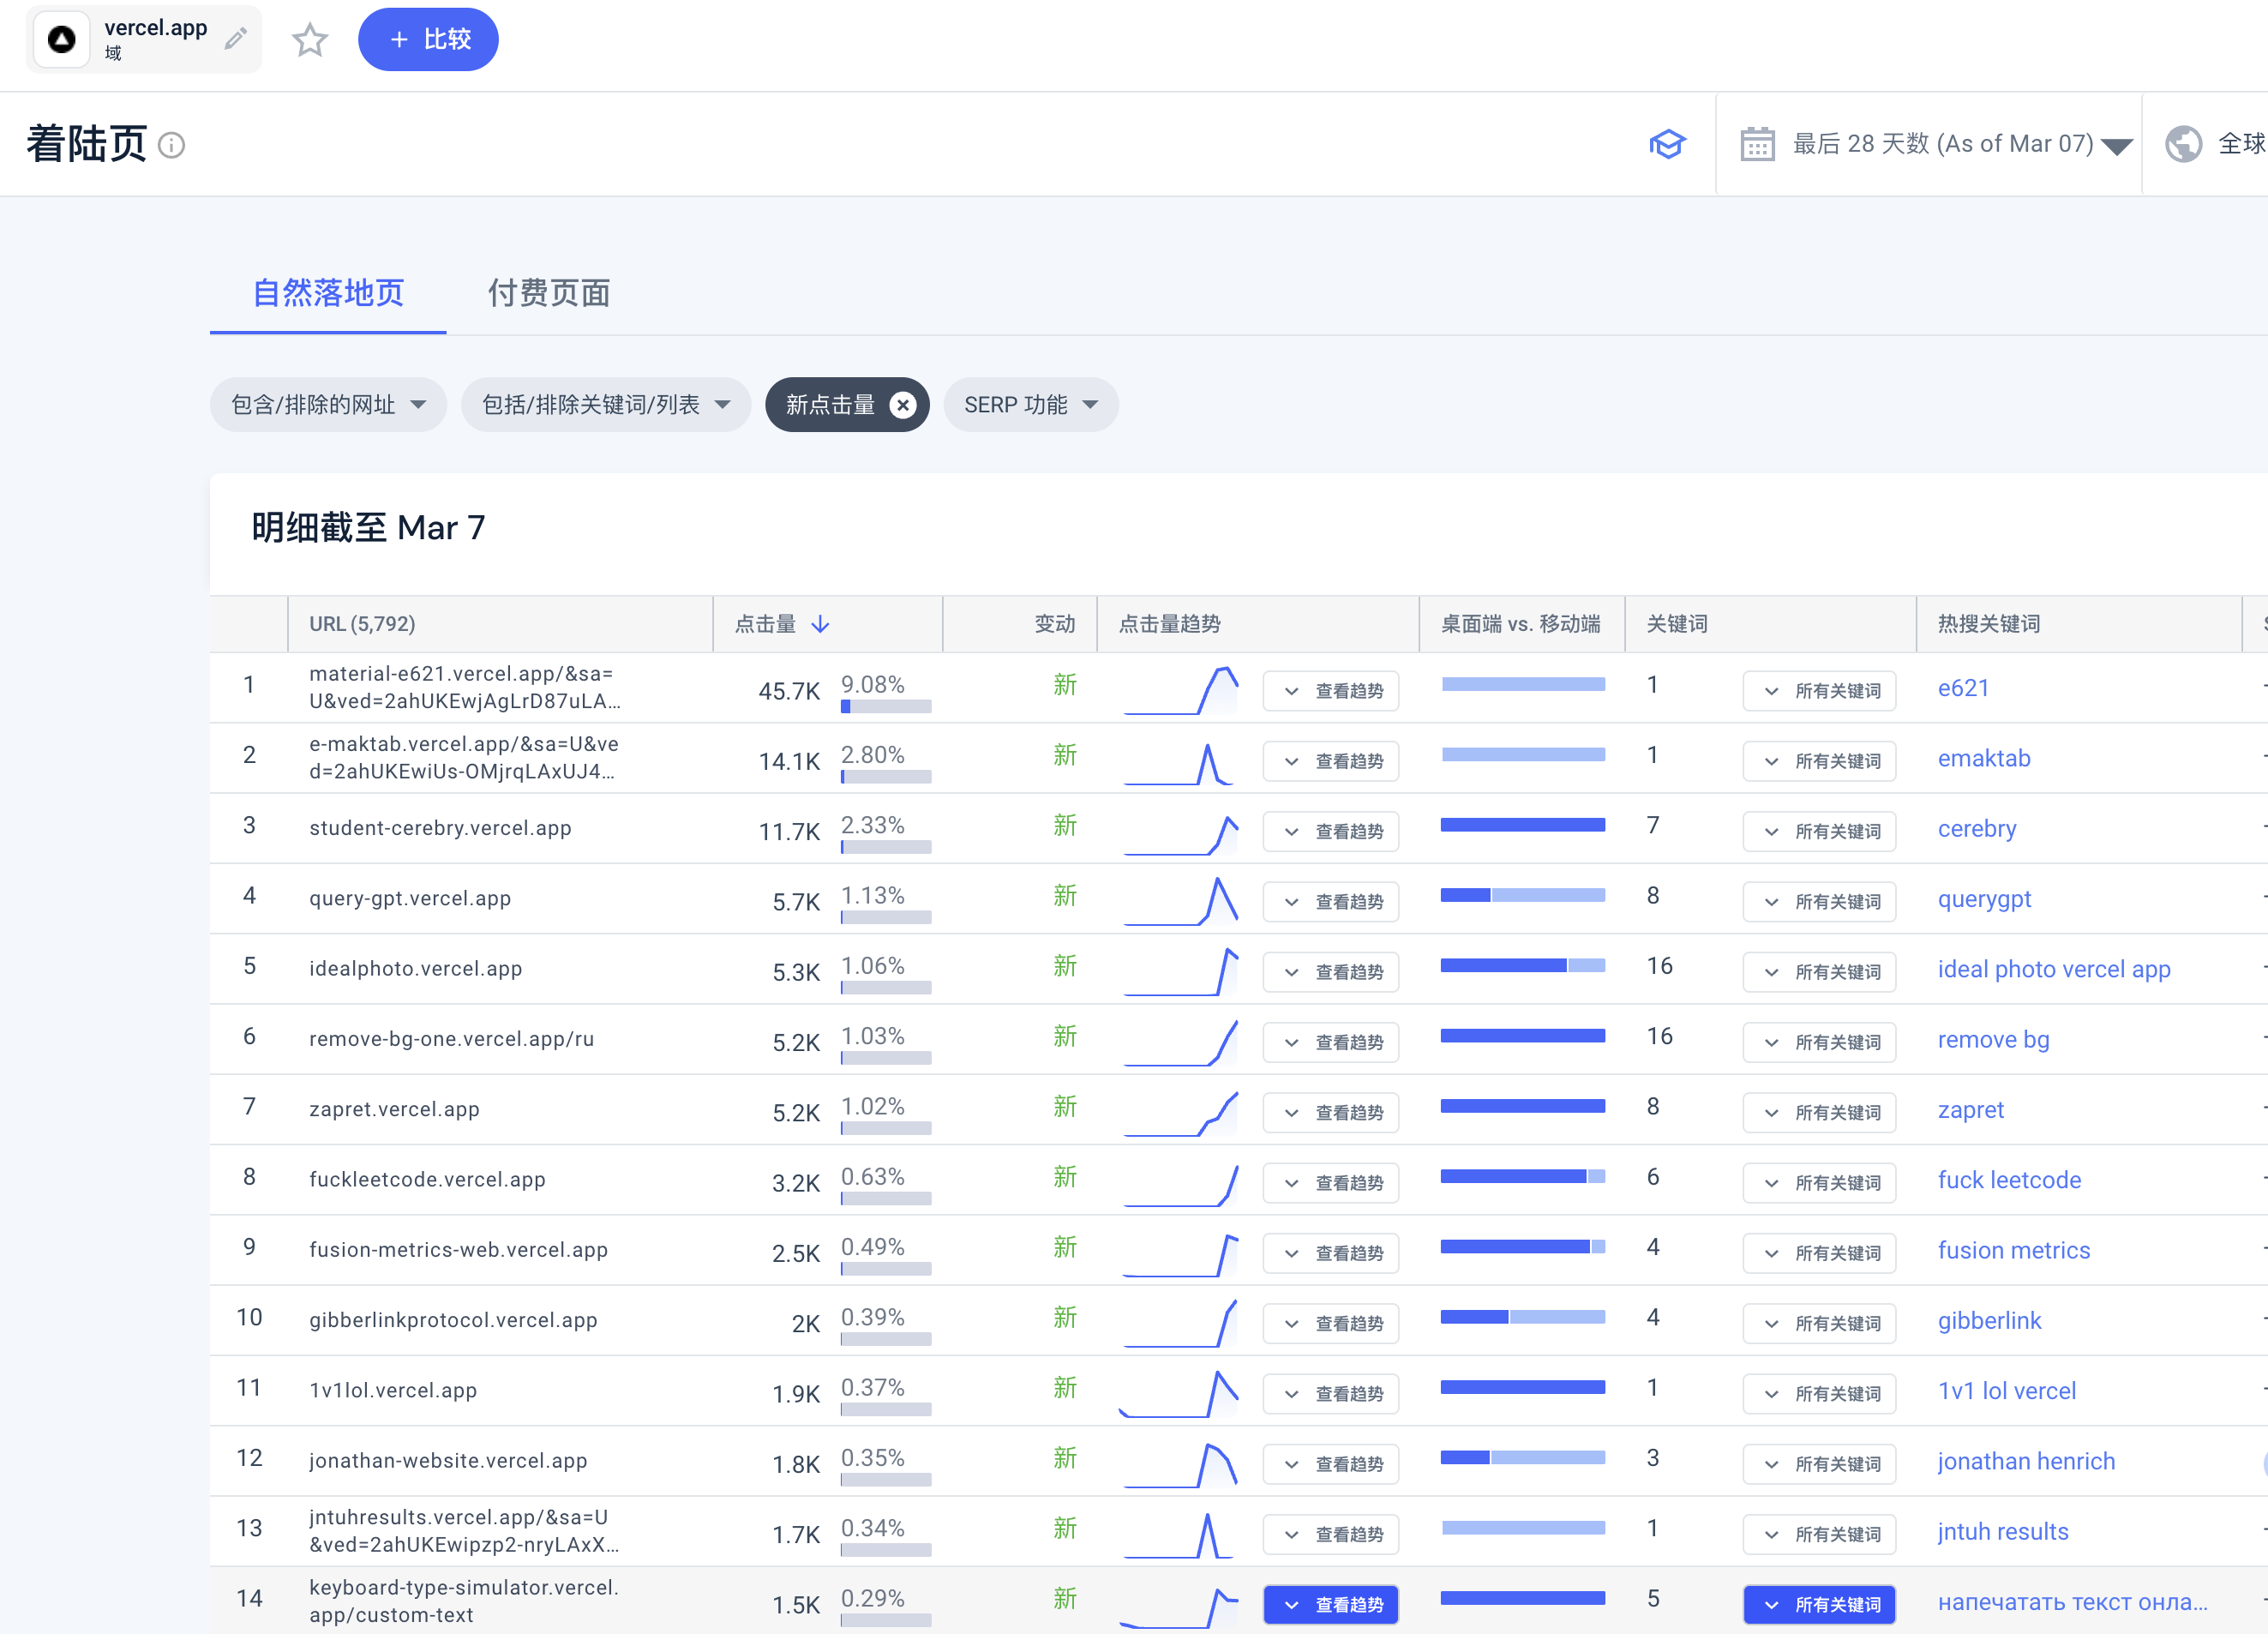 vercel.app
域
+ 比较
着陆页
最后 28 天数 (As of Mar 07)
全球
自然落地页 付费页面
包含/排除的网址 包括/排除关键词/列表 新点击量 SERP 功能
明细截至 Mar 7
URL (5,792) 点击量 变动 点击量趋势 桌面端 vs. 移动端 关键词 热搜关键词
1 material-e621.vercel.app/&sa=
U&ved=2ahUKEwjAgLrD87uLA... 45.7K 9.08% 新 查看趋势 1 所有关键词 e621
2 e-maktab.vercel.app/&sa=U&ve
d=2ahUKEwiUs-OMjrqLAxUJ4... 14.1K 2.80% 新 查看趋势 1 所有关键词 emaktab
3 student-cerebry.vercel.app 11.7K 2.33% 新 查看趋势 7 所有关键词 cerebry
4 query-gpt.vercel.app 5.7K 1.13% 新 查看趋势 8 所有关键词 querygpt
5 idealphoto.vercel.app 5.3K 1.06% 新 查看趋势 16 所有关键词 ideal photo vercel app
6 remove-bg-one.vercel.app/ru 5.2K 1.03% 新 查看趋势 16 所有关键词 remove bg
7 zapret.vercel.app 5.2K 1.02% 新 查看趋势 8 所有关键词 zapret
8 fuckleetcode.vercel.app 3.2K 0.63% 新 查看趋势 6 所有关键词 fuck leetcode
9 fusion-metrics-web.vercel.app 2.5K 0.49% 新 查看趋势 4 所有关键词 fusion metrics
10 gibberlinkprotocol.vercel.app 2K 0.39% 新 查看趋势 4 所有关键词 gibberlink
11 1v1lol.vercel.app 1.9K 0.37% 新 查看趋势 1 所有关键词 1v1 lol vercel
12 jonathan-website.vercel.app 1.8K 0.35% 新 查看趋势 3 所有关键词 jonathan henrich
13 jntuhresults.vercel.app/&sa=U
&ved=2ahUKEwipzp2-nryLAxX... 1.7K 0.34% 新 查看趋势 1 所有关键词 jntuh results
14 keyboard-type-simulator.vercel.
app/custom-text 1.5K 0.29% 新 查看趋势 5 所有关键词 напечатать текст онла...